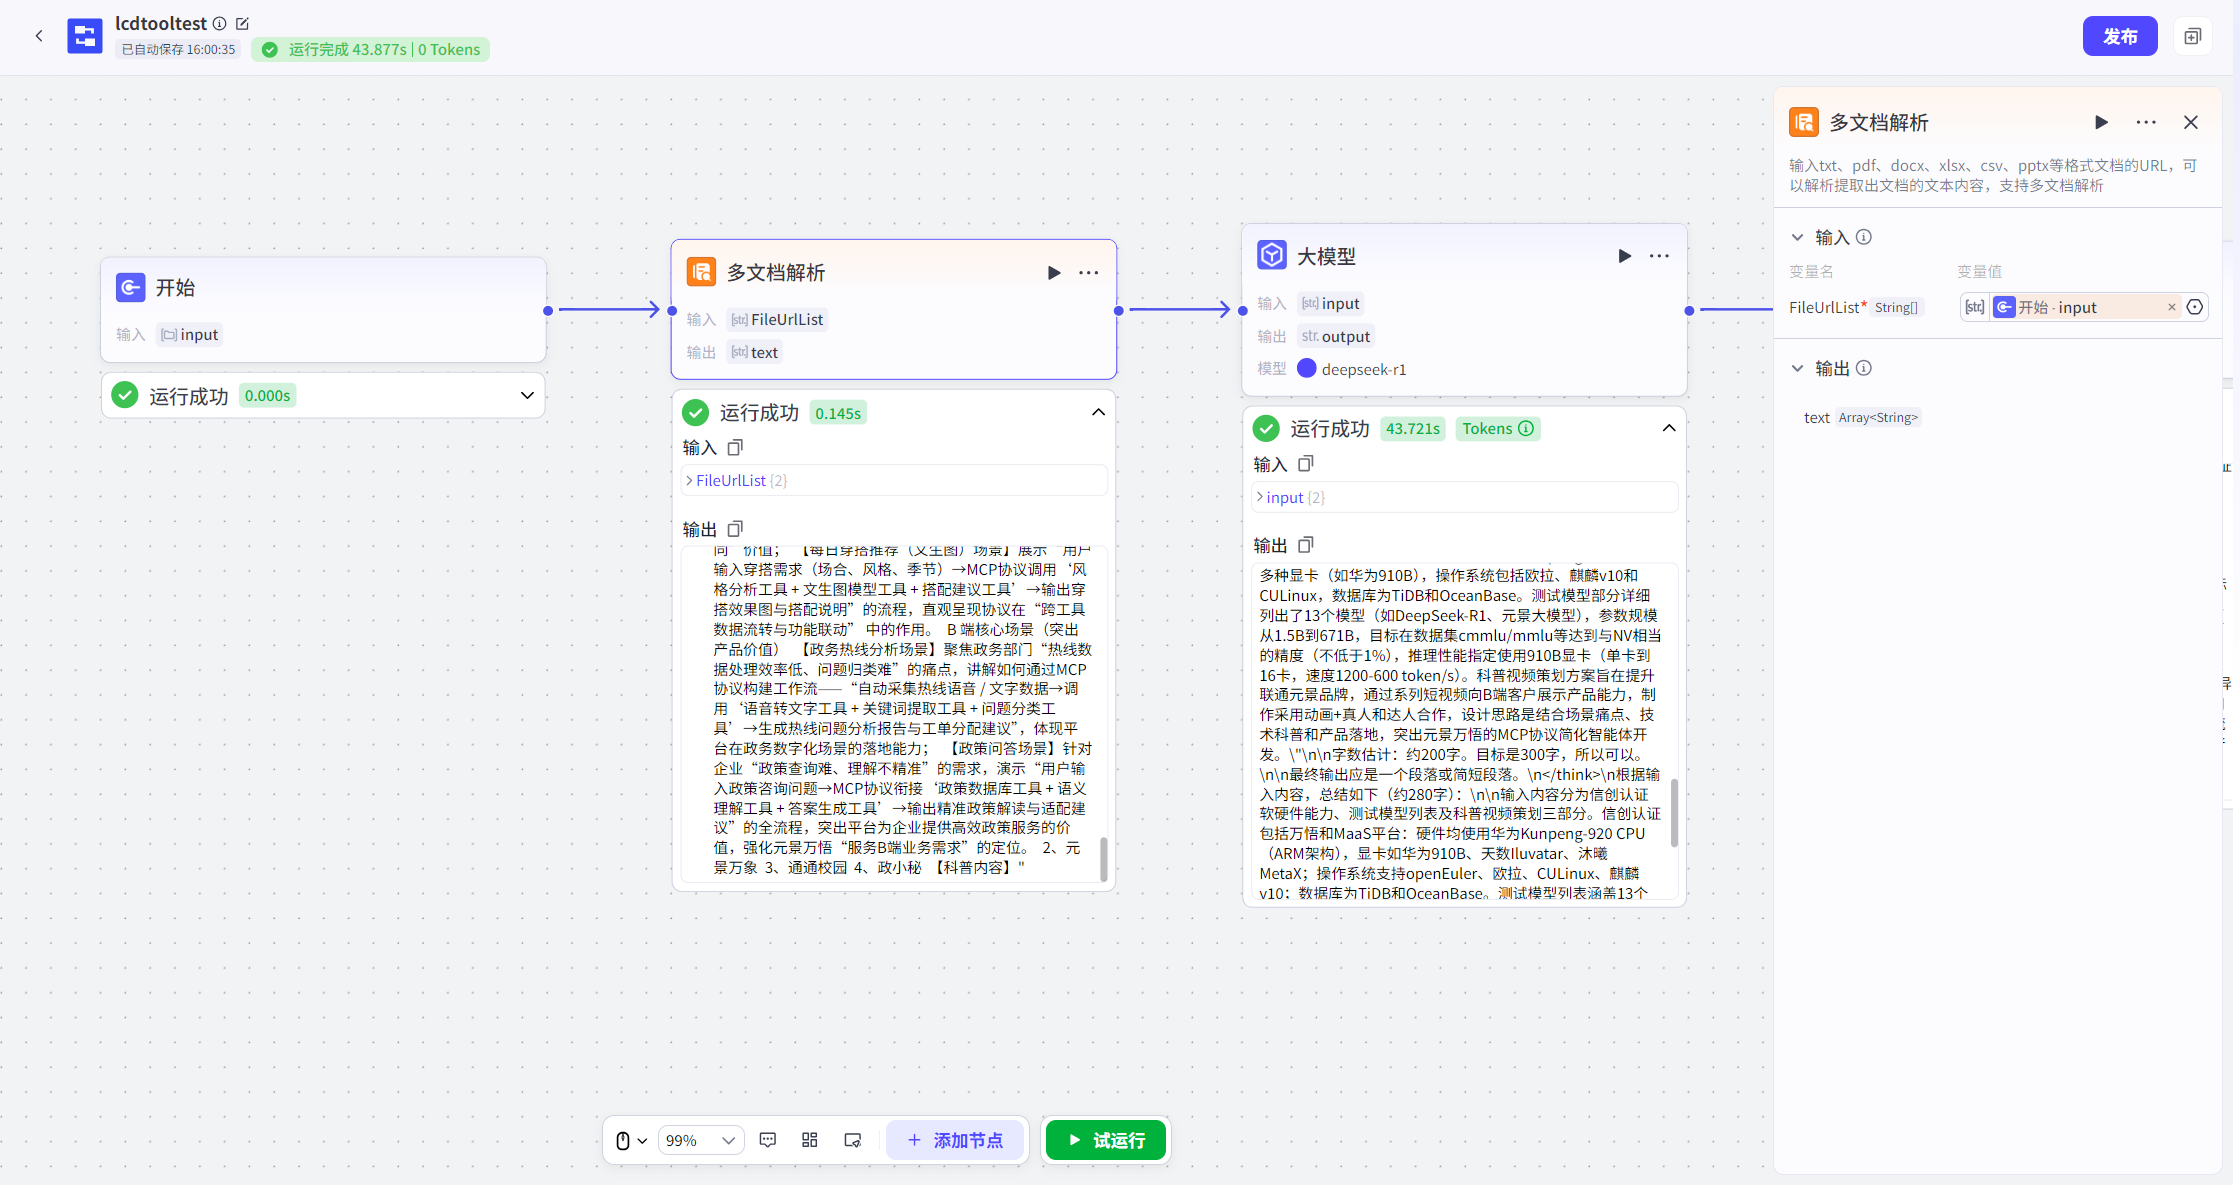 lcdtooltest
已自动保存 16:00:35
运行完成 43.877s | 0 Tokens
发布
开始
输入 input
运行成功 0.000s
多文档解析
输入 [str] FileUrlList
输出 [str] text
运行成功 0.145s
输入
FileUrlList {2}
输出
同”价值； 【每日穿搭推荐（文生图）场景】展示“用户
输入穿搭需求（场合、风格、季节）→MCP协议调用‘风
格分析工具 + 文生图模型工具 + 搭配建议工具’→输出穿
搭效果图与搭配说明”的流程，直观呈现协议在“跨工具
数据流转与功能联动” 中的作用。 B 端核心场景（突出
产品价值） 【政务热线分析场景】聚焦政务部门“热线数
据处理效率低、问题归类难”的痛点，讲解如何通过MCP
协议构建工作流——“自动采集热线语音 / 文字数据→调
用‘语音转文字工具 + 关键词提取工具 + 问题分类工
具’→生成热线问题分析报告与工单分配建议”，体现平
台在政务数字化场景的落地能力； 【政策问答场景】针对
企业“政策查询难、理解不精准”的需求，演示“用户输
入政策咨询问题→MCP协议衔接‘政策数据库工具 + 语义
理解工具 + 答案生成工具’→输出精准政策解读与适配建
议”的全流程，突出平台为企业提供高效政策服务的价
值，强化元景万悟“服务B端业务需求”的定位。 2、元
景万象 3、通通校园 4、政小秘 【科普内容】"
大模型
输入 [str] input
输出 str. output
模型 deepseek-r1
运行成功 43.721s Tokens
输入
input {2}
输出
多种显卡（如华为910B），操作系统包括欧拉、麒麟v10和
CULinux，数据库为TiDB和OceanBase。测试模型部分详细
列出了13个模型（如DeepSeek-R1、元景大模型），参数规模
从1.5B到671B，目标在数据集cmmlu/mmlu等达到与NV相当
的精度（不低于1%），推理性能指定使用910B显卡（单卡到
16卡，速度1200-600 token/s）。科普视频策划方案旨在提升
联通元景品牌，通过系列短视频向B端客户展示产品能力，制
作采用动画+真人和达人合作，设计思路是结合场景痛点、技
术科普和产品落地，突出元景万悟的MCP协议简化智能体开
发。\"\n\n字数估计：约200字。目标是300字，所以可以。
\n\n最终输出应是一个段落或简短段落。\n</think>\n根据输
入内容，总结如下（约280字）：\n\n输入内容分为信创认证
软硬件能力、测试模型列表及科普视频策划三部分。信创认证
包括万悟和MaaS平台：硬件均使用华为Kunpeng-920 CPU
（ARM架构），显卡如华为910B、天数Iluvatar、沐曦
MetaX；操作系统支持openEuler、欧拉、CULinux、麒麟
v10；数据库为TiDB和OceanBase。测试模型列表涵盖13个
多文档解析
输入txt、pdf、docx、xlsx、csv、pptx等格式文档的URL，可
以解析提取出文档的文本内容，支持多文档解析
输入
变量名 变量值
FileUrlList* String[] [str] 开始 · input ×
输出
text Array<String>
99% 添加节点 试运行